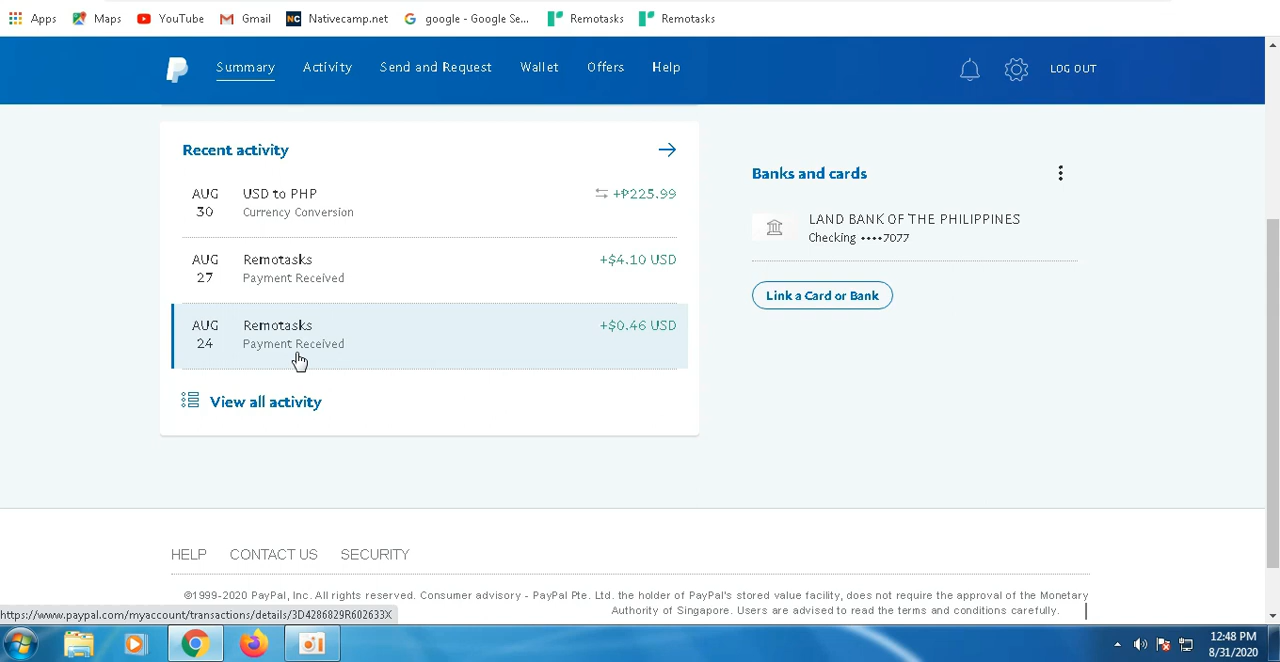 Apps Maps YouTube Gmail NC Nativecamp.net google - Google Se... Remotasks Remotasks
Summary Activity Send and Request Wallet Offers Help LOG OUT
Recent activity
AUG 30 USD to PHP +₱225.99
Currency Conversion
AUG 27 Remotasks +$4.10 USD
Payment Received
AUG 24 Remotasks +$0.46 USD
Payment Received
View all activity
Banks and cards
LAND BANK OF THE PHILIPPINES
Checking ••••7077
Link a Card or Bank
HELP CONTACT US SECURITY
©1999-2020 PayPal, Inc. All rights reserved. Consumer advisory - PayPal Pte. Ltd. the holder of PayPal's stored value facility, does not require the approval of the Monetary
Authority of Singapore. Users are advised to read the terms and conditions carefully.
https://www.paypal.com/myaccount/transactions/details/3D4286829R602633X
12:48 PM
8/31/2020